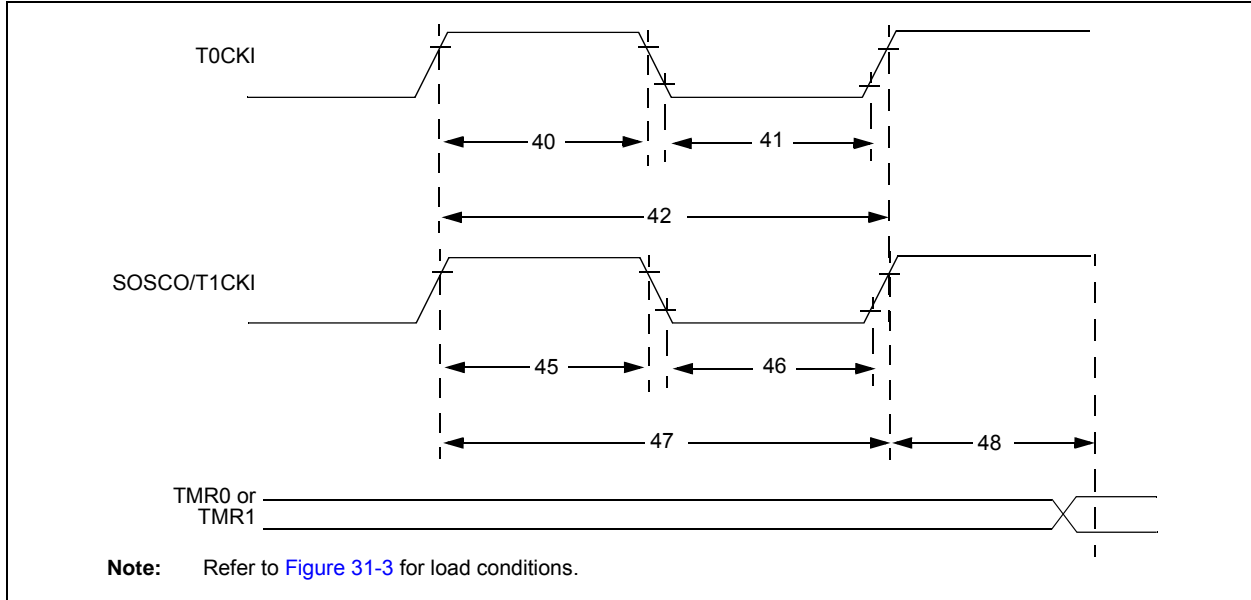 T0CKI
40
41
42
SOSCO/T1CKI
45
46
47
48
TMR0 or
TMR1
Note: Refer to Figure 31-3 for load conditions.